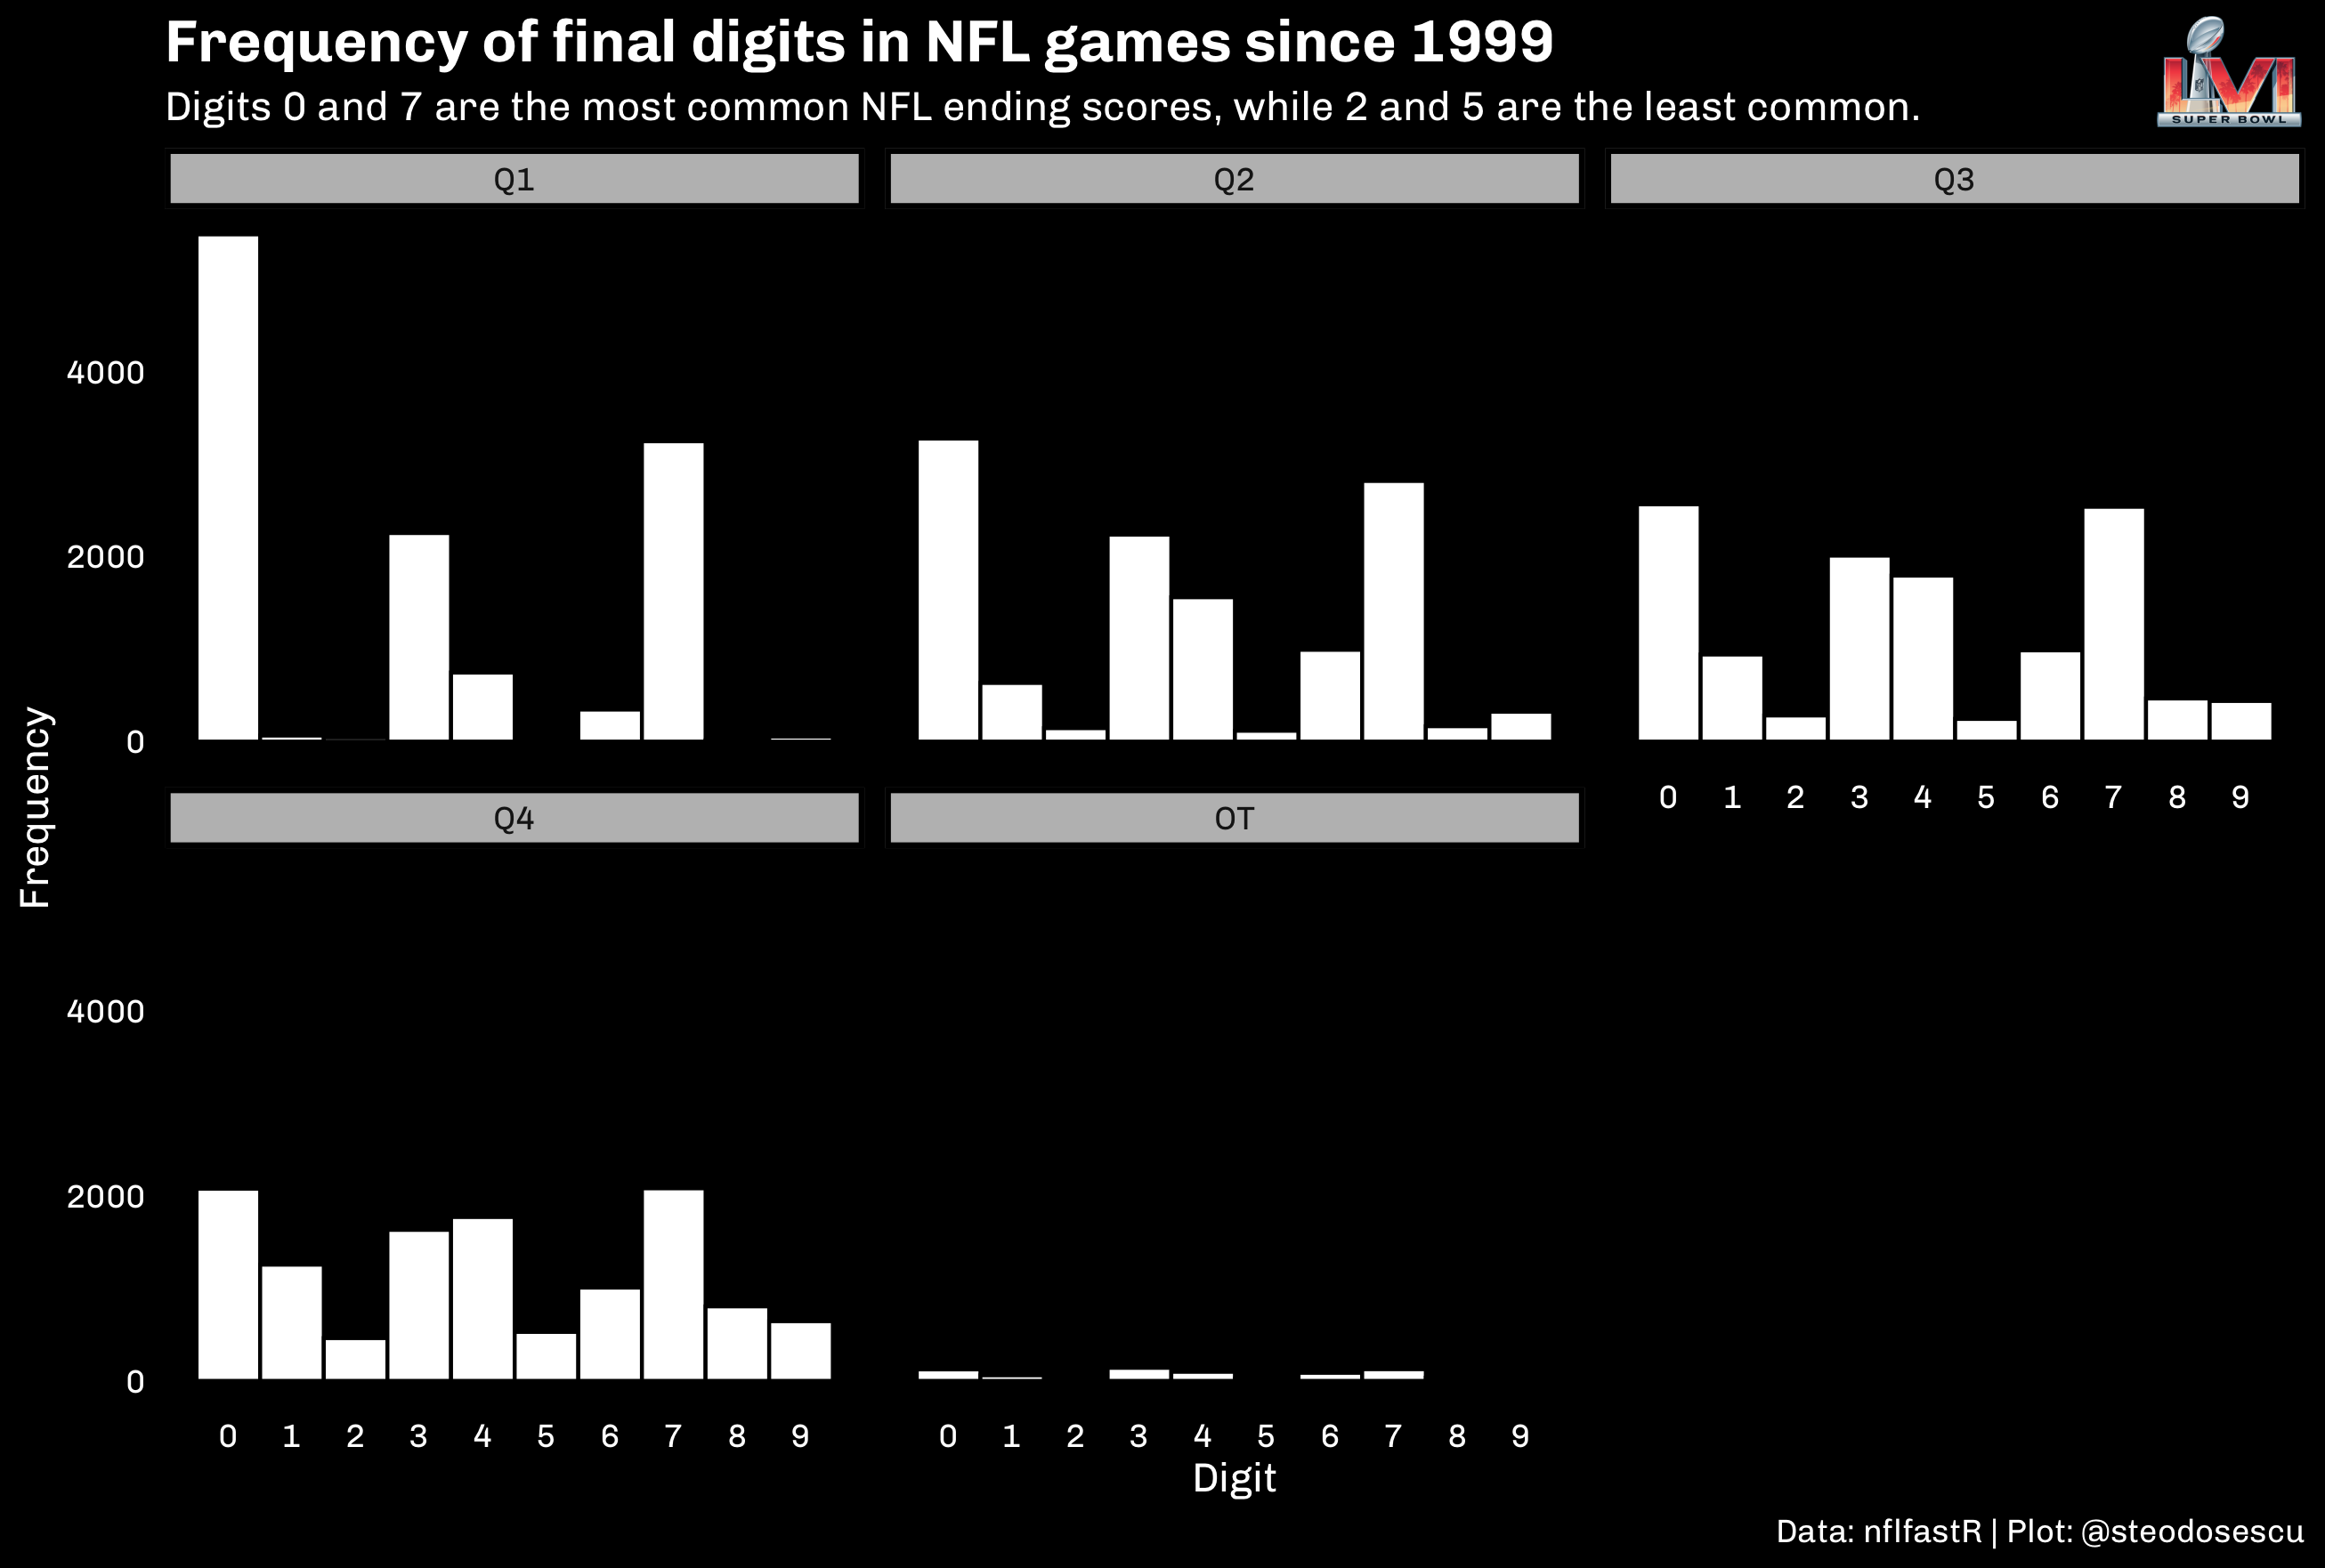 Frequency of final digits in NFL games since 1999
Digits 0 and 7 are the most common NFL ending scores, while 2 and 5 are the least common.
LVI
SUPER BOWL
Q1
Q2
Q3
4000
2000
0
0 1 2 3 4 5 6 7 8 9
Frequency
Q4
OT
4000
2000
0
0 1 2 3 4 5 6 7 8 9
0 1 2 3 4 5 6 7 8 9
Digit
Data: nflfastR | Plot: @steodosescu